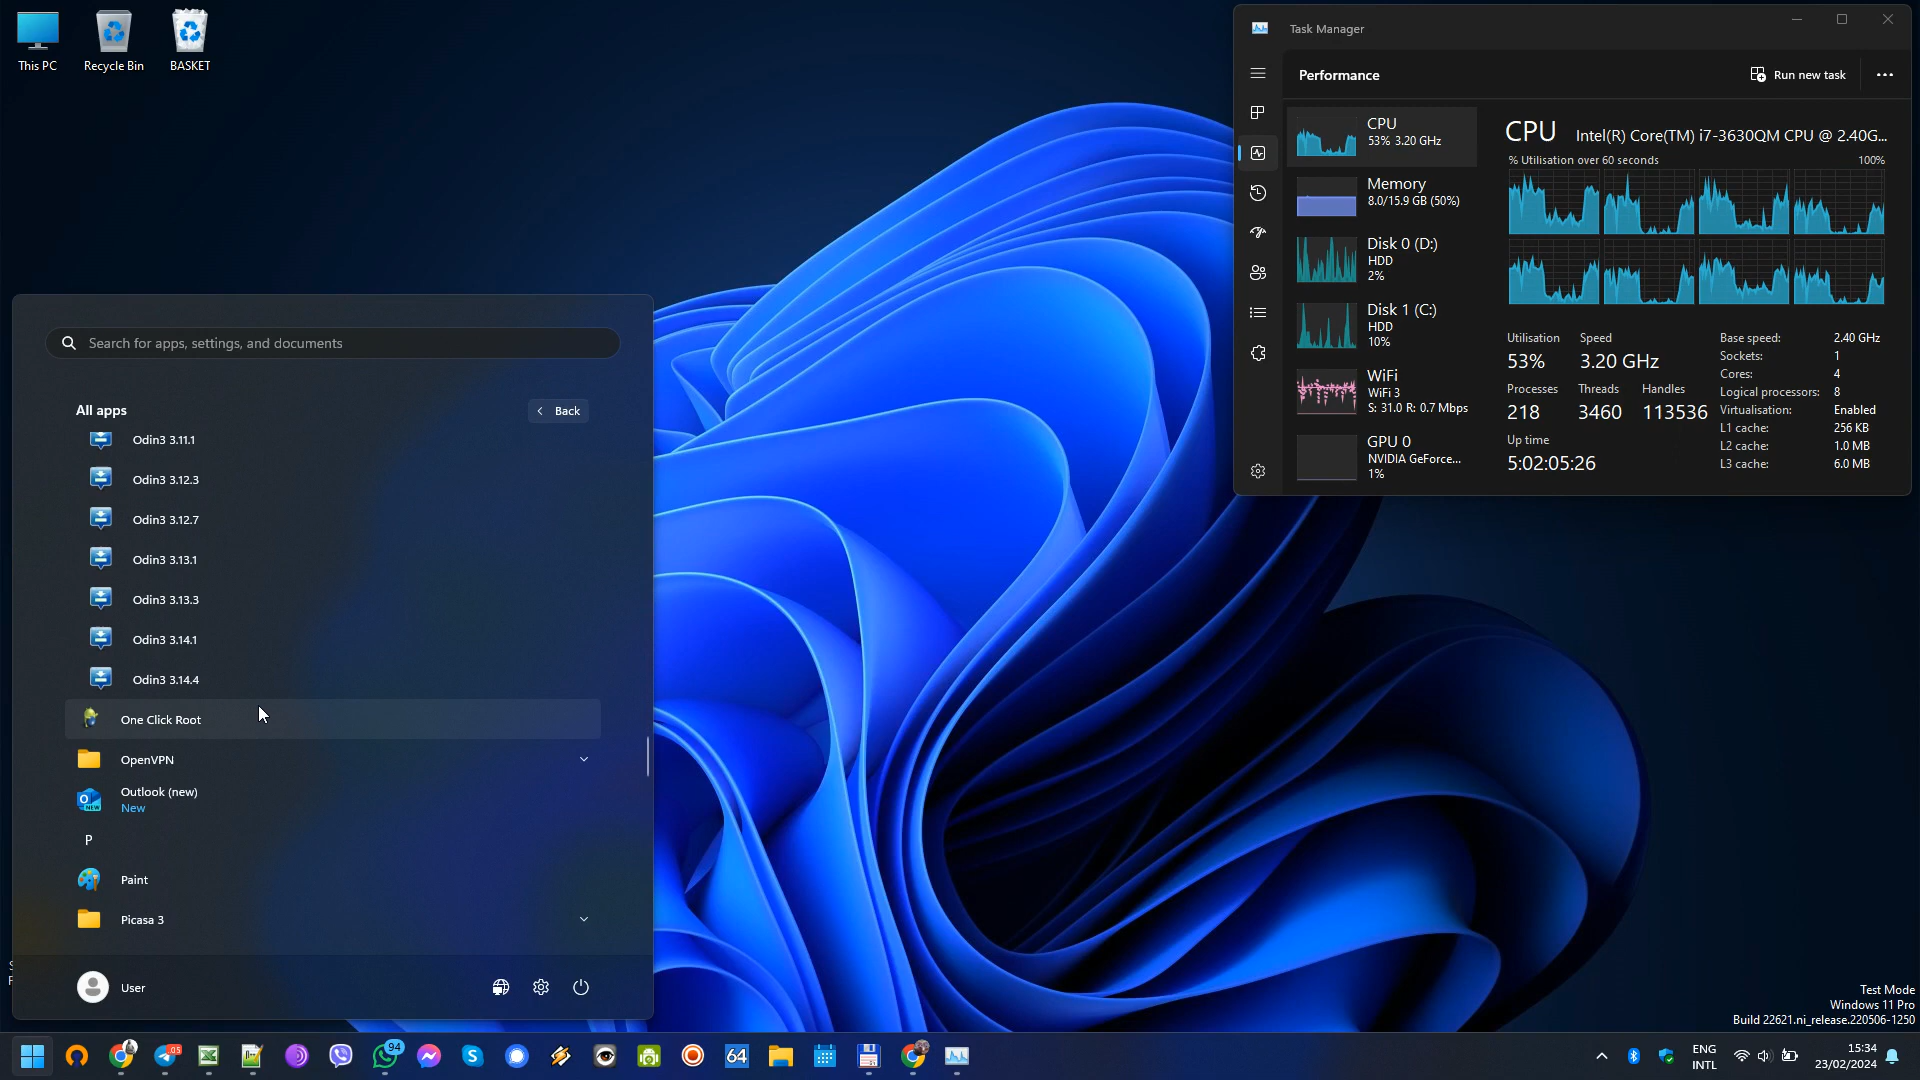 This PC
Recycle Bin
BASKET
Search for apps, settings, and documents
All apps
Back
Odin3 3.11.1
Odin3 3.12.3
Odin3 3.12.7
Odin3 3.13.1
Odin3 3.13.3
Odin3 3.14.1
Odin3 3.14.4
One Click Root
OpenVPN
Outlook (new)
New
P
Paint
Picasa 3
User
Task Manager
Performance
Run new task
CPU
53% 3.20 GHz
Memory
8.0/15.9 GB (50%)
Disk 0 (D:)
HDD
2%
Disk 1 (C:)
HDD
10%
WiFi
WiFi 3
S: 31.0 R: 0.7 Mbps
GPU 0
NVIDIA GeForce...
1%
CPU Intel(R) Core(TM) i7-3630QM CPU @ 2.40G...
% Utilisation over 60 seconds 100%
Utilisation Speed
53% 3.20 GHz
Processes Threads Handles
218 3460 113536
Up time
5:02:05:26
Base speed: 2.40 GHz
Sockets: 1
Cores: 4
Logical processors: 8
Virtualisation: Enabled
L1 cache: 256 KB
L2 cache: 1.0 MB
L3 cache: 6.0 MB
Test Mode
Windows 11 Pro
Build 22621.ni_release.220506-1250
94
64
ENG
INTL
15:34
23/02/2024